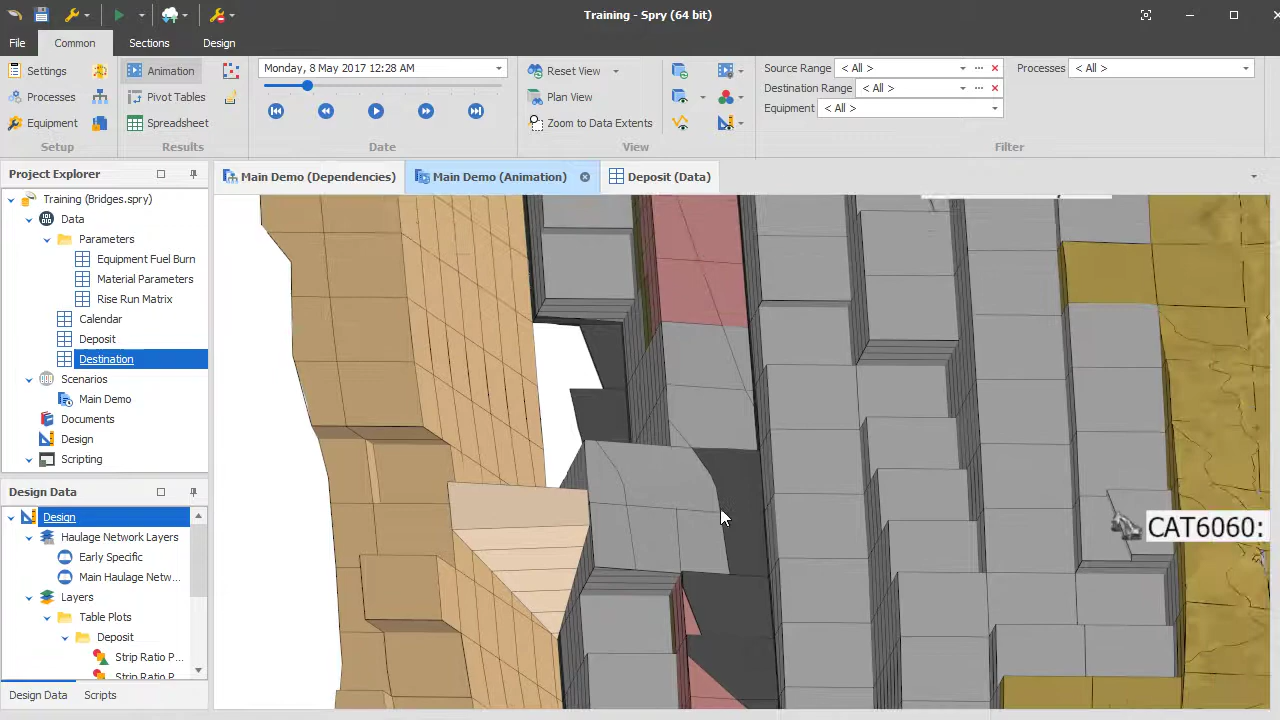 Training - Spry (64 bit)
File
Common
Sections
Design
Settings
Processes
Equipment
Setup
Animation
Pivot Tables
Spreadsheet
Results
Monday, 8 May 2017 12:28 AM
Date
Reset View
Plan View
Zoom to Data Extents
View
Source Range < All >
Destination Range < All >
Equipment < All >
Processes < All >
Filter
Project Explorer
Training (Bridges.spry)
Data
Parameters
Equipment Fuel Burn
Material Parameters
Rise Run Matrix
Calendar
Deposit
Destination
Scenarios
Main Demo
Documents
Design
Scripting
Design Data
Design
Haulage Network Layers
Early Specific
Main Haulage Netw...
Layers
Table Plots
Deposit
Strip Ratio P...
Strip Ratio P...
Design Data
Scripts
Main Demo (Dependencies)
Main Demo (Animation)
Deposit (Data)
CAT6060: